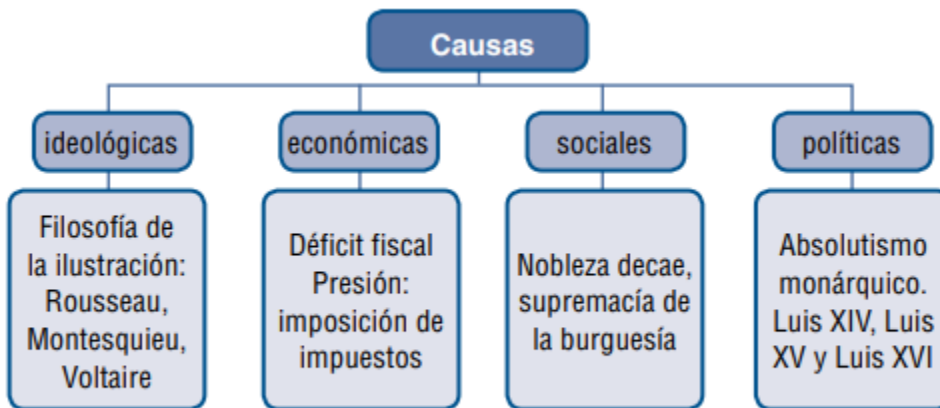 Causas
ideológicas
económicas
sociales
políticas
Filosofía de
la ilustración:
Rousseau,
Montesquieu,
Voltaire
Déficit fiscal
Presión:
imposición de
impuestos
Nobleza decae,
supremacía de
la burguesía
Absolutismo
monárquico.
Luis XIV, Luis
XV y Luis XVI